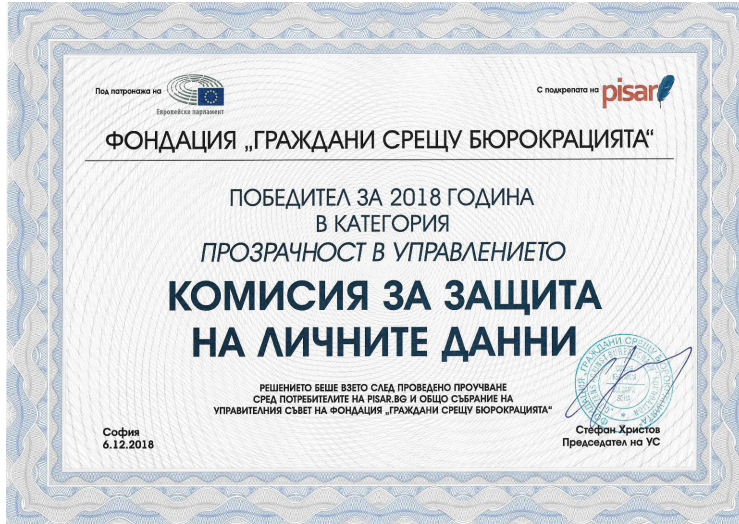 Под патронажа на
Европейски парламент
С подкрепата на pisar
ФОНДАЦИЯ „ГРАЖДАНИ СРЕЩУ БЮРОКРАЦИЯТА“
ПОБЕДИТЕЛ ЗА 2018 ГОДИНА
В КАТЕГОРИЯ
ПРОЗРАЧНОСТ В УПРАВЛЕНИЕТО
КОМИСИЯ ЗА ЗАЩИТА
НА ЛИЧНИТЕ ДАННИ
РЕШЕНИЕТО БЕШЕ ВЗЕТО СЛЕД ПРОВЕДЕНО ПРОУЧВАНЕ
СРЕД ПОТРЕБИТЕЛИТЕ НА PISAR.BG И ОБЩО СЪБРАНИЕ НА
УПРАВИТЕЛНИЯ СЪВЕТ НА ФОНДАЦИЯ „ГРАЖДАНИ СРЕЩУ БЮРОКРАЦИЯТА“
София
6.12.2018
Стефан Христов
Председател на УС